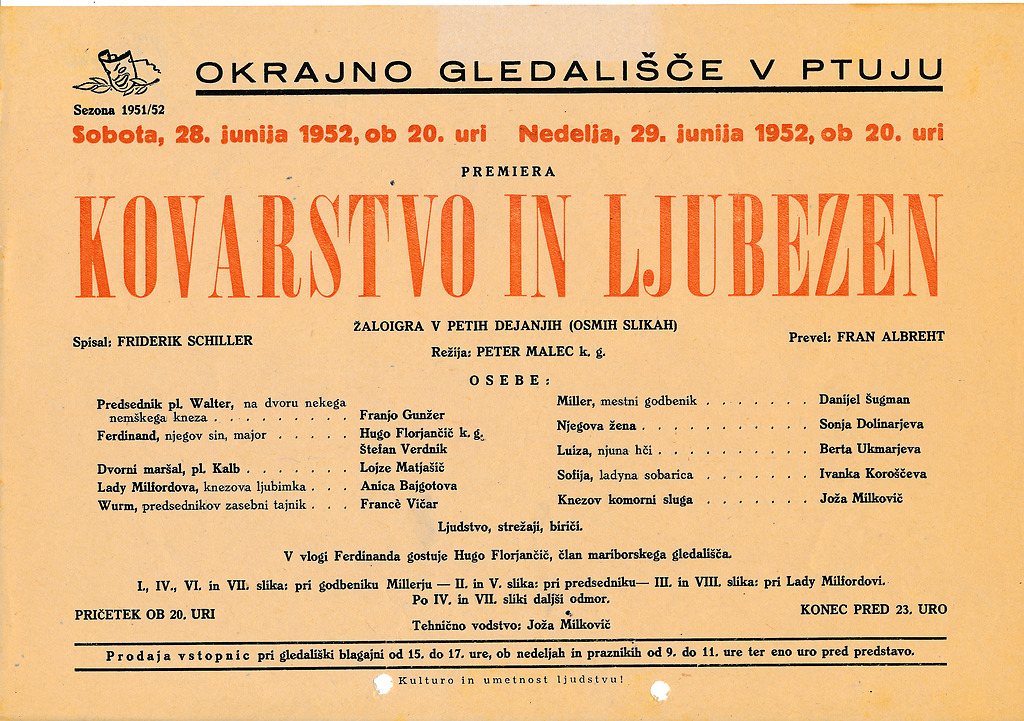 OKRAJNO GLEDALIŠČE V PTUJU
Sezona 1951/52
Sobota, 28. junija 1952, ob 20. uri Nedelja, 29. junija 1952, ob 20. uri
PREMIERA
KOVARSTVO IN LJUBEZEN
ŽALOIGRA V PETIH DEJANJIH (OSMIH SLIKAH)
Spisal: FRIDERIK SCHILLER
Prevel: FRAN ALBREHT
Režija: PETER MALEC k. g.
OSEBE:
Predsednik pl. Walter, na dvoru nekega
nemškega kneza . . . . . . . . . . Franjo Gunžer
Ferdinand, njegov sin, major . . . . . Hugo Florjančič k. g.
Štefan Verdnik
Dvorni maršal, pl. Kalb . . . . . . . Lojze Matjašič
Lady Milfordova, knezova ljubimka . . . Anica Bajgotova
Wurm, predsednikov zasebni tajnik . . . Francè Vičar
Miller, mestni godbenik . . . . . . . Danijel Šugman
Njegova žena . . . . . . . . . . . Sonja Dolinarjeva
Luiza, njuna hči . . . . . . . . . . Berta Ukmarjeva
Sofija, ladyna sobarica . . . . . . . Ivanka Koroščeva
Knezov komorni sluga . . . . . . . Joža Milkovič
Ljudstvo, strežaji, biriči.
V vlogi Ferdinanda gostuje Hugo Florjančič, član mariborskega gledališča.
I., IV., VI. in VII. slika: pri godbeniku Millerju — II. in V. slika: pri predsedniku— III. in VIII. slika: pri Lady Milfordovi.
Po IV. in VII. sliki daljši odmor.
PRIČETEK OB 20. URI
KONEC PRED 23. URO
Tehnično vodstvo: Joža Milkovič
Prodaja vstopnic pri gledališki blagajni od 15. do 17. ure, ob nedeljah in praznikih od 9. do 11. ure ter eno uro pred predstavo.
Kulturo in umetnost ljudstvu!